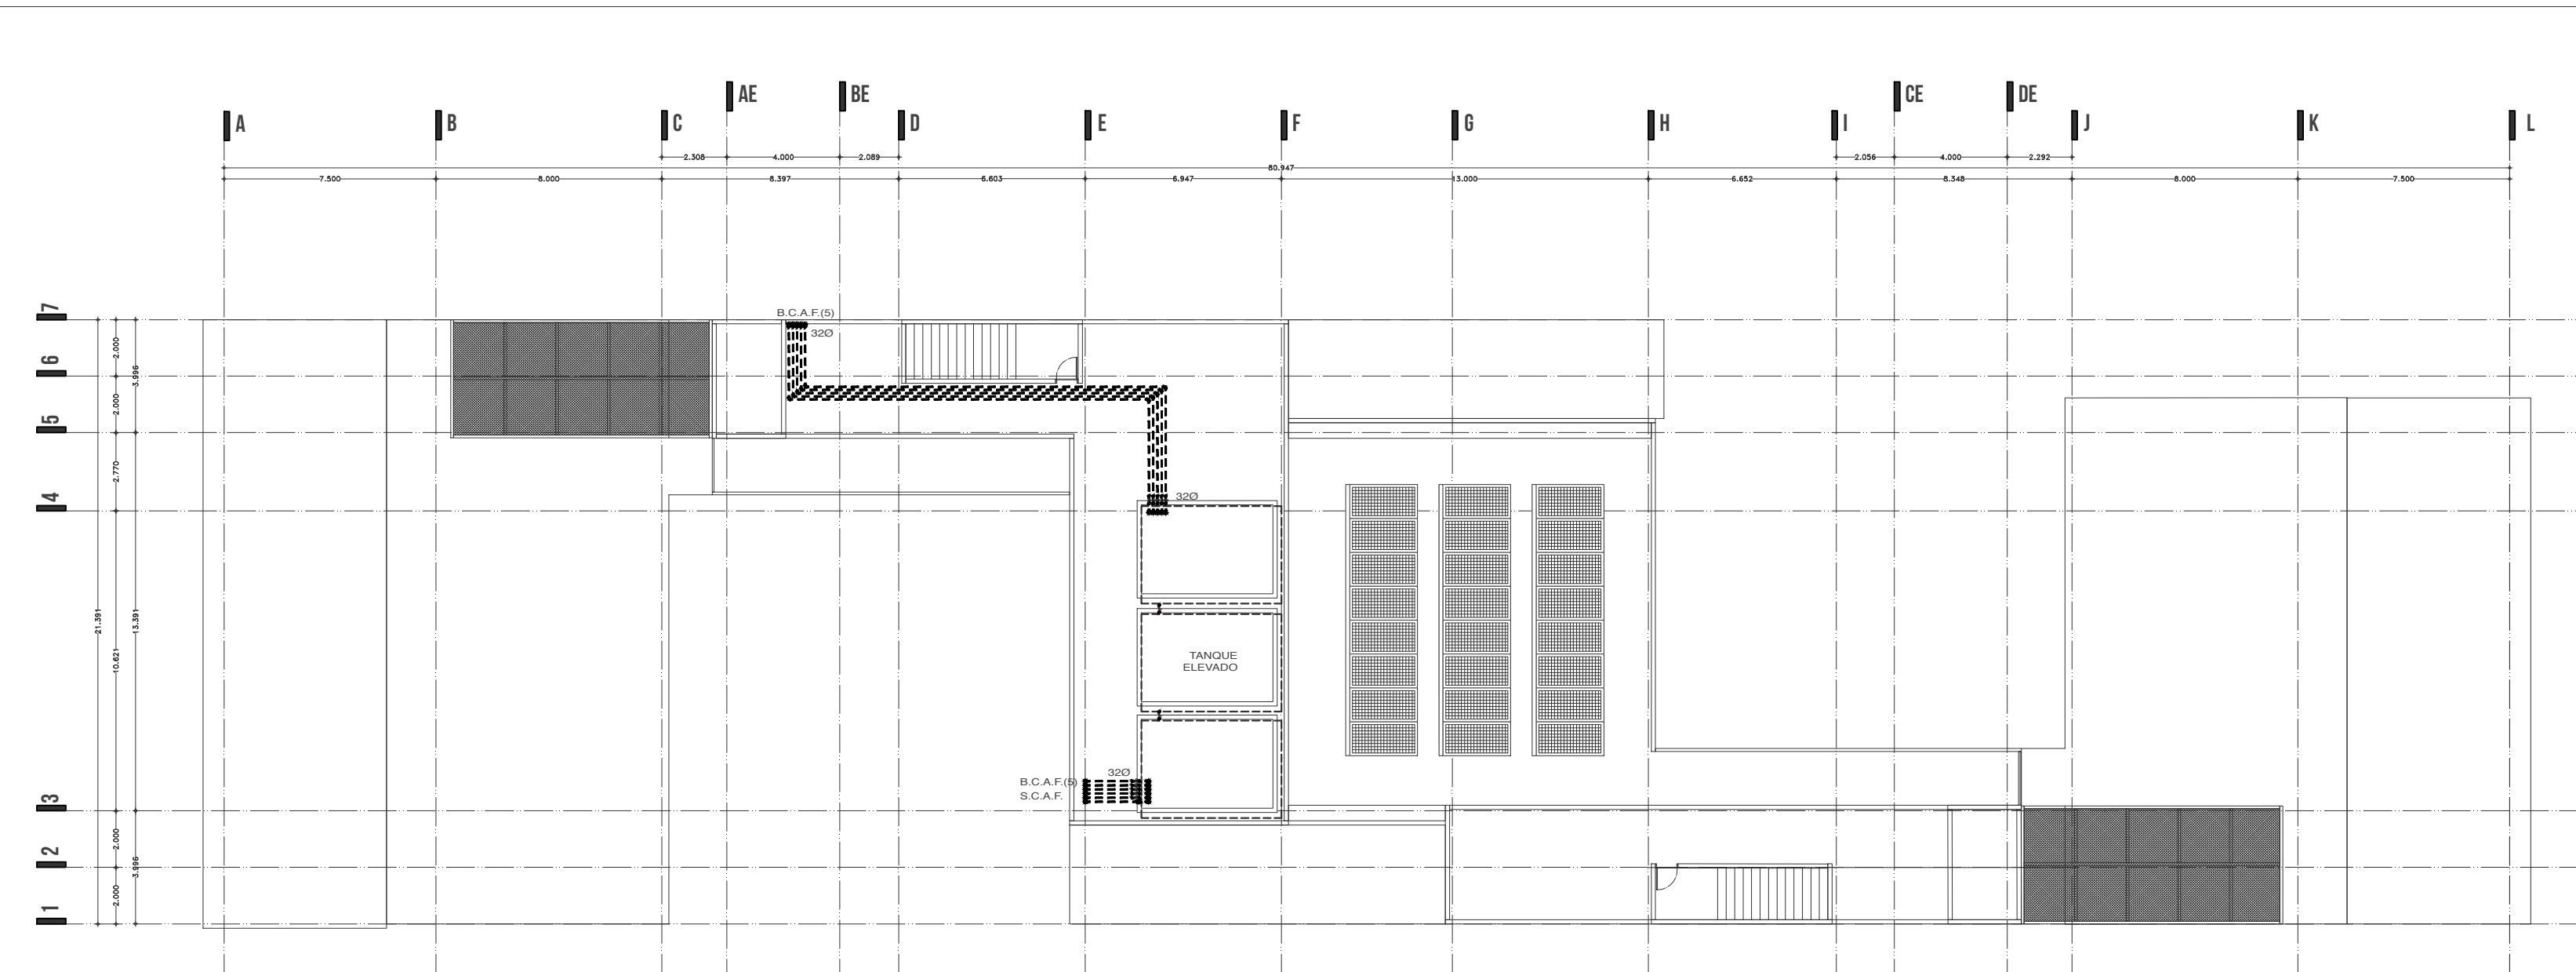 AE
BE
CE
DE
A
B
C
D
E
F
G
H
I
J
K
L
2.308
4.000
2.089
2.056
4.000
2.292
80.947
7.500
8.000
8.397
6.603
6.947
13.000
6.652
8.348
8.000
7.500
7
B.C.A.F.(5)
32Ø
2.000
6
3.996
2.000
5
2.770
4
32Ø
21.391
13.391
10.621
TANQUE
ELEVADO
32Ø
B.C.A.F.(5)
S.C.A.F.
3
2.000
2
3.996
2.000
1